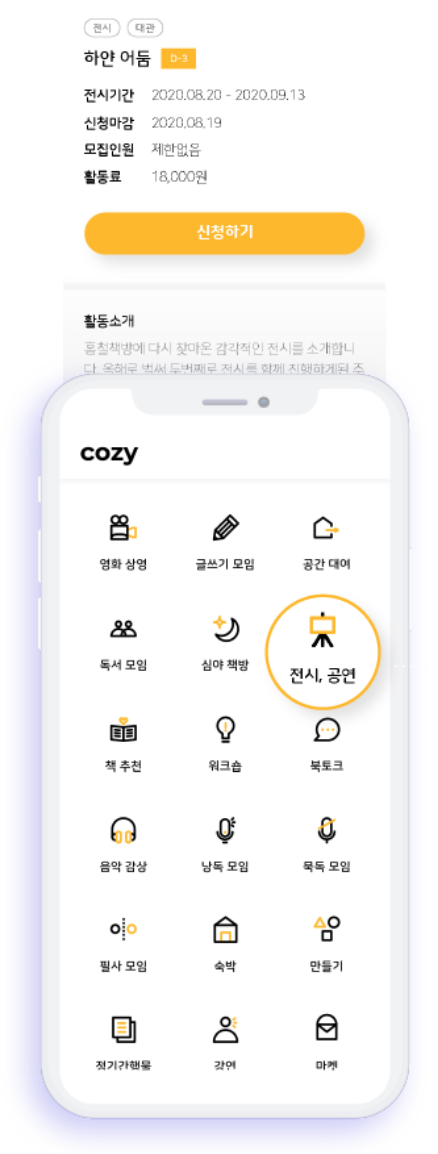 전시 대관
하얀 어둠 D-3
전시기간 2020.08.20 - 2020.09.13
신청마감 2020.08.19
모집인원 제한없음
활동료 18,000원
신청하기
활동소개
홍철책방에 다시 찾아온 감각적인 전시를 소개합니
다. 올해로 벌써 두번째로 전시를 함께 진행하게된 주
cozy
영화 상영 글쓰기 모임 공간 대여
독서 모임 심야 책방 전시, 공연
책 추천 워크숍 북토크
음악 감상 낭독 모임 묵독 모임
필사 모임 숙박 만들기
정기간행물 강연 마켓